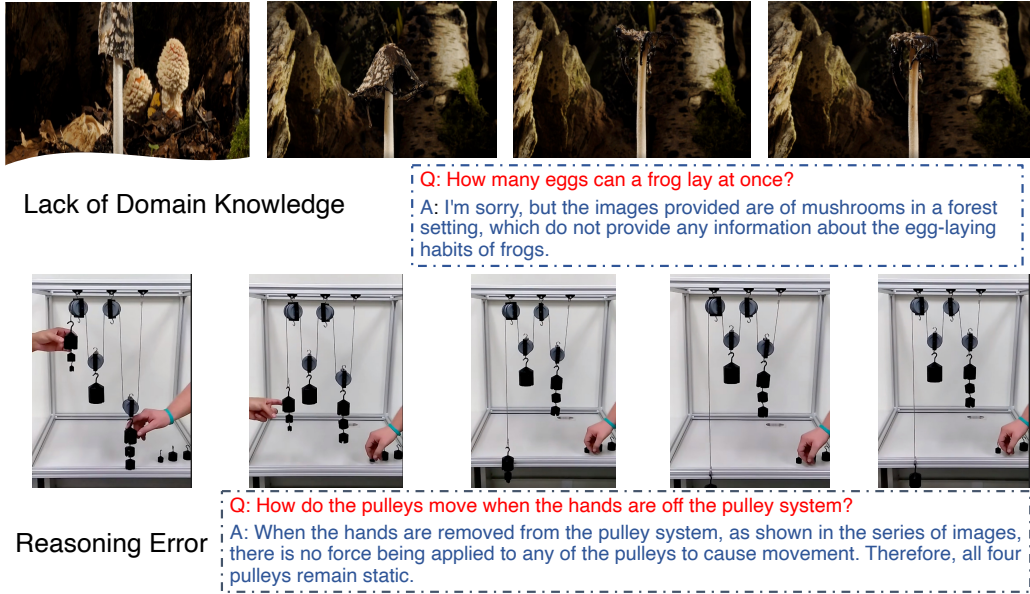 Lack of Domain Knowledge
Q: How many eggs can a frog lay at once?
A: I'm sorry, but the images provided are of mushrooms in a forest
setting, which do not provide any information about the egg-laying
habits of frogs.
Reasoning Error
Q: How do the pulleys move when the hands are off the pulley system?
A: When the hands are removed from the pulley system, as shown in the series of images,
there is no force being applied to any of the pulleys to cause movement. Therefore, all four
pulleys remain static.